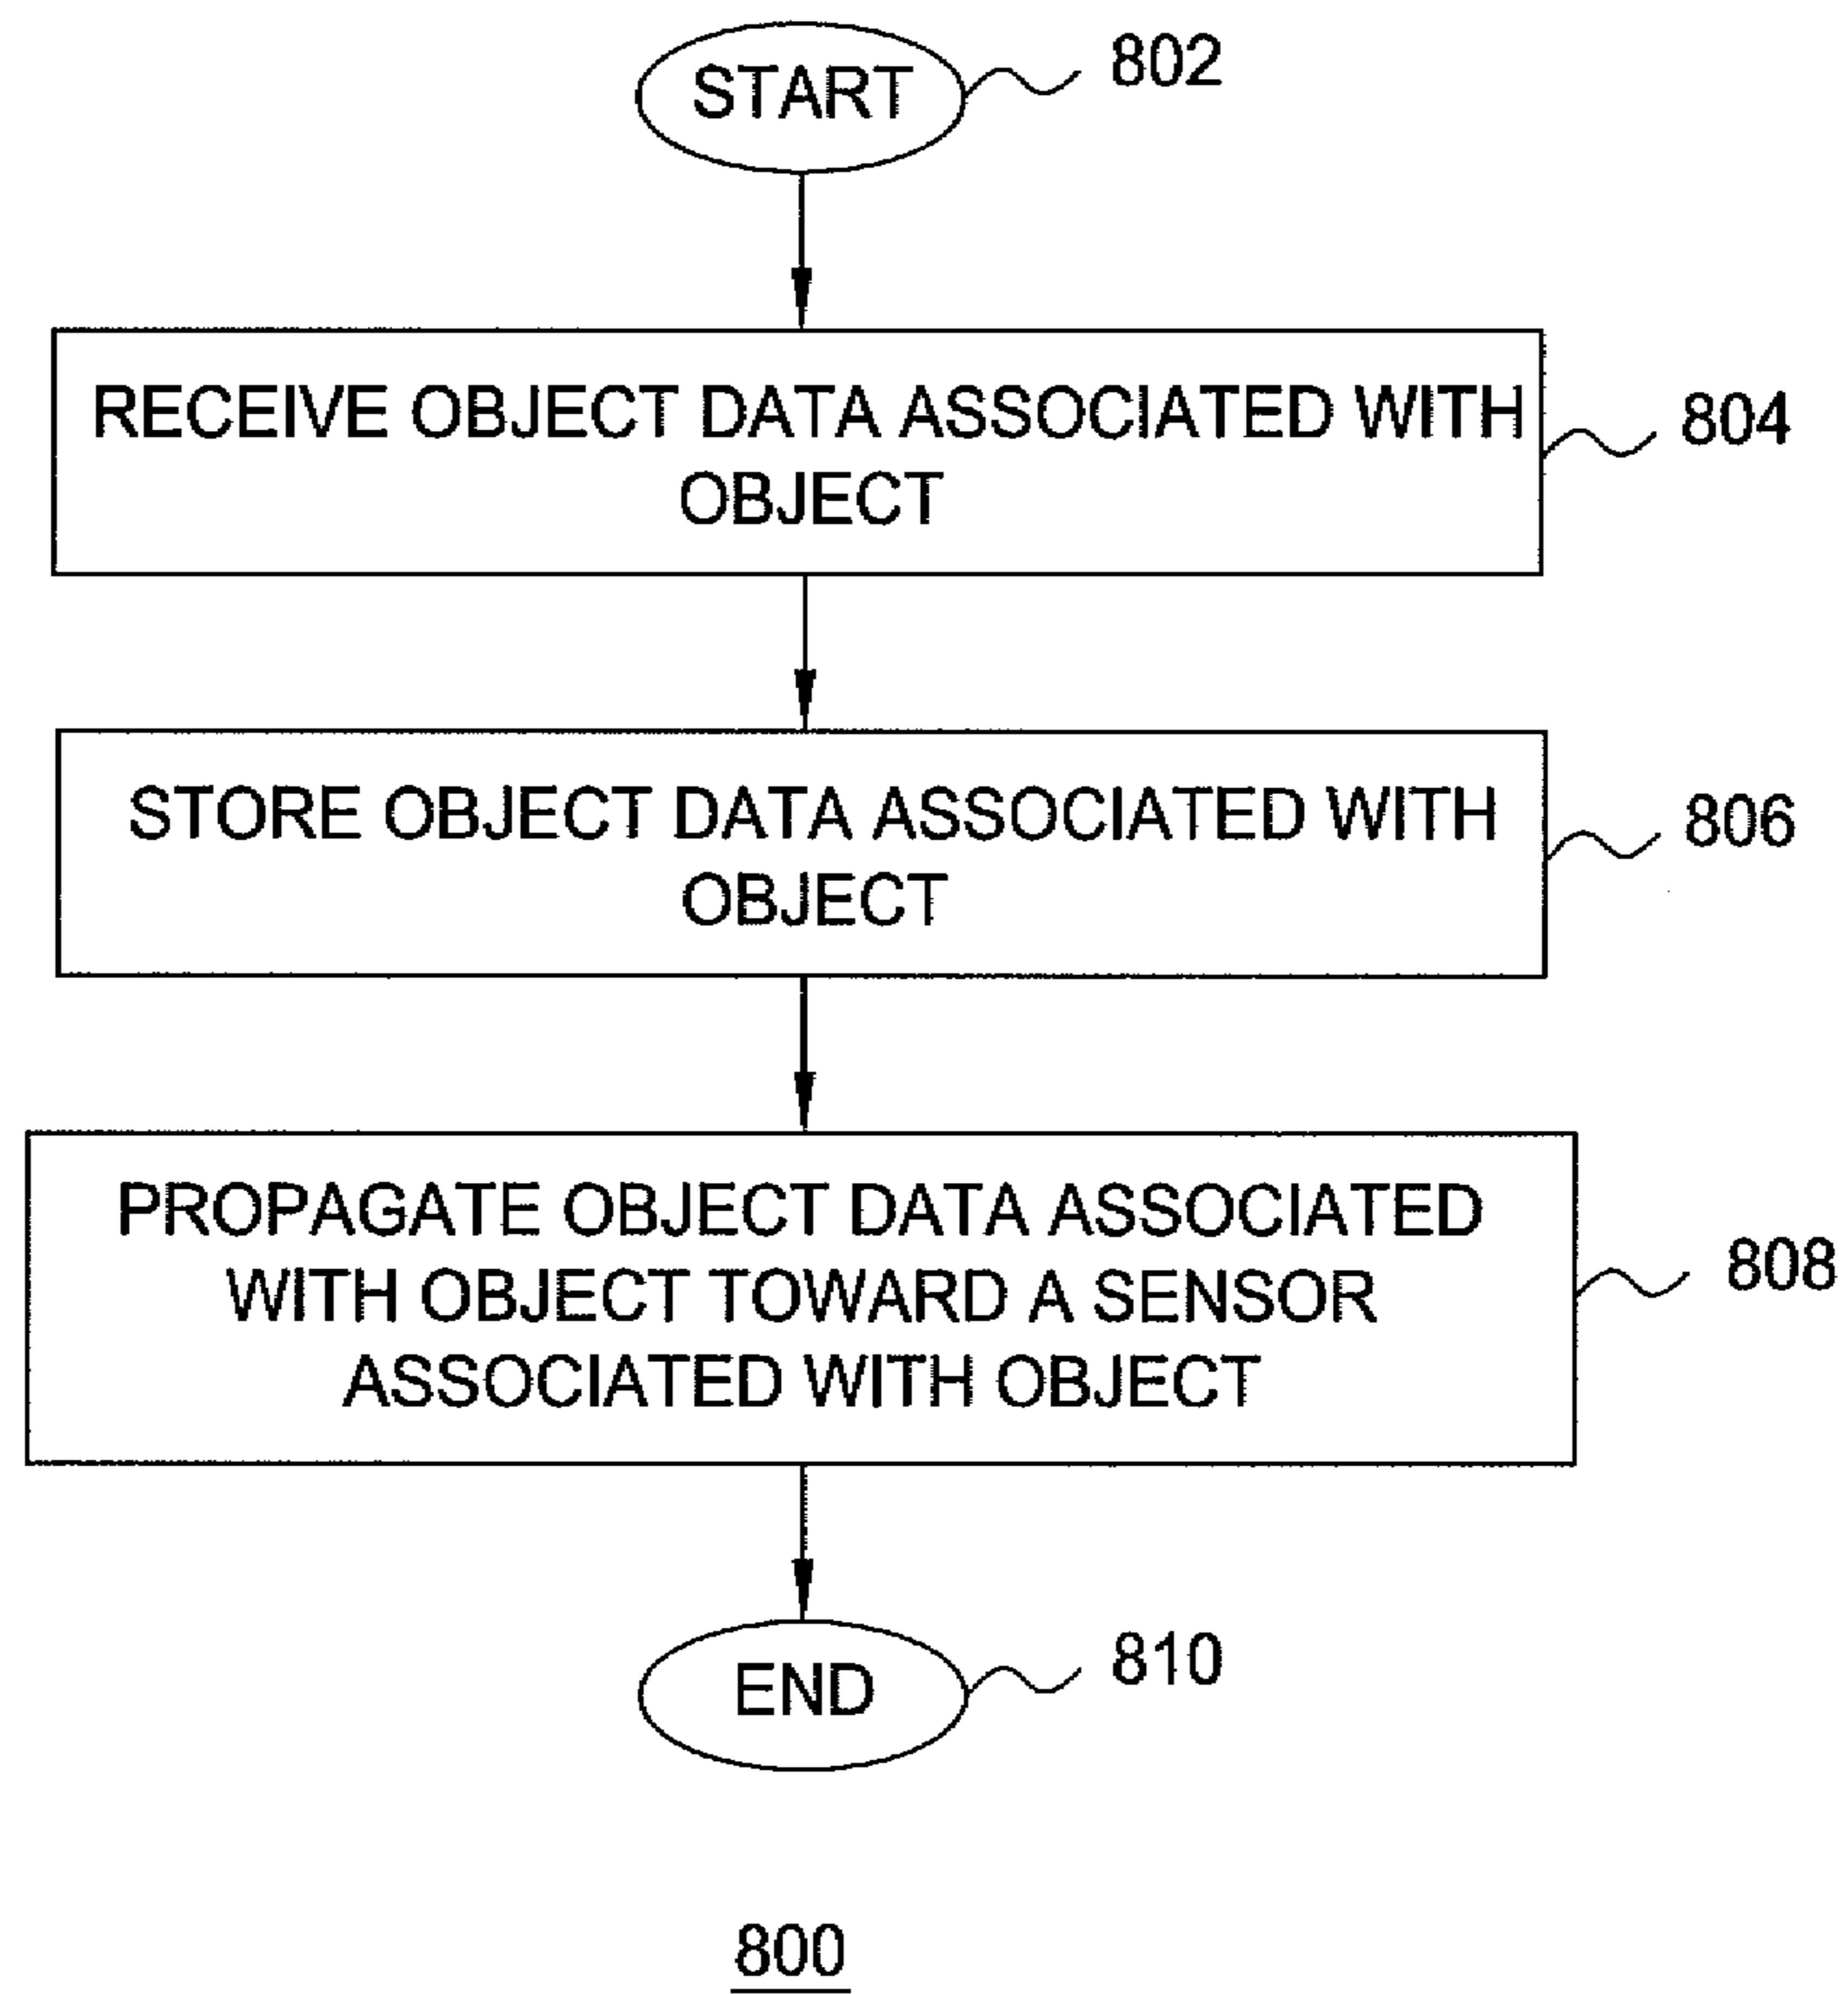 START
802
RECEIVE OBJECT DATA ASSOCIATED WITH
OBJECT
804
STORE OBJECT DATA ASSOCIATED WITH
OBJECT
806
PROPAGATE OBJECT DATA ASSOCIATED
WITH OBJECT TOWARD A SENSOR
ASSOCIATED WITH OBJECT
808
END
810
800